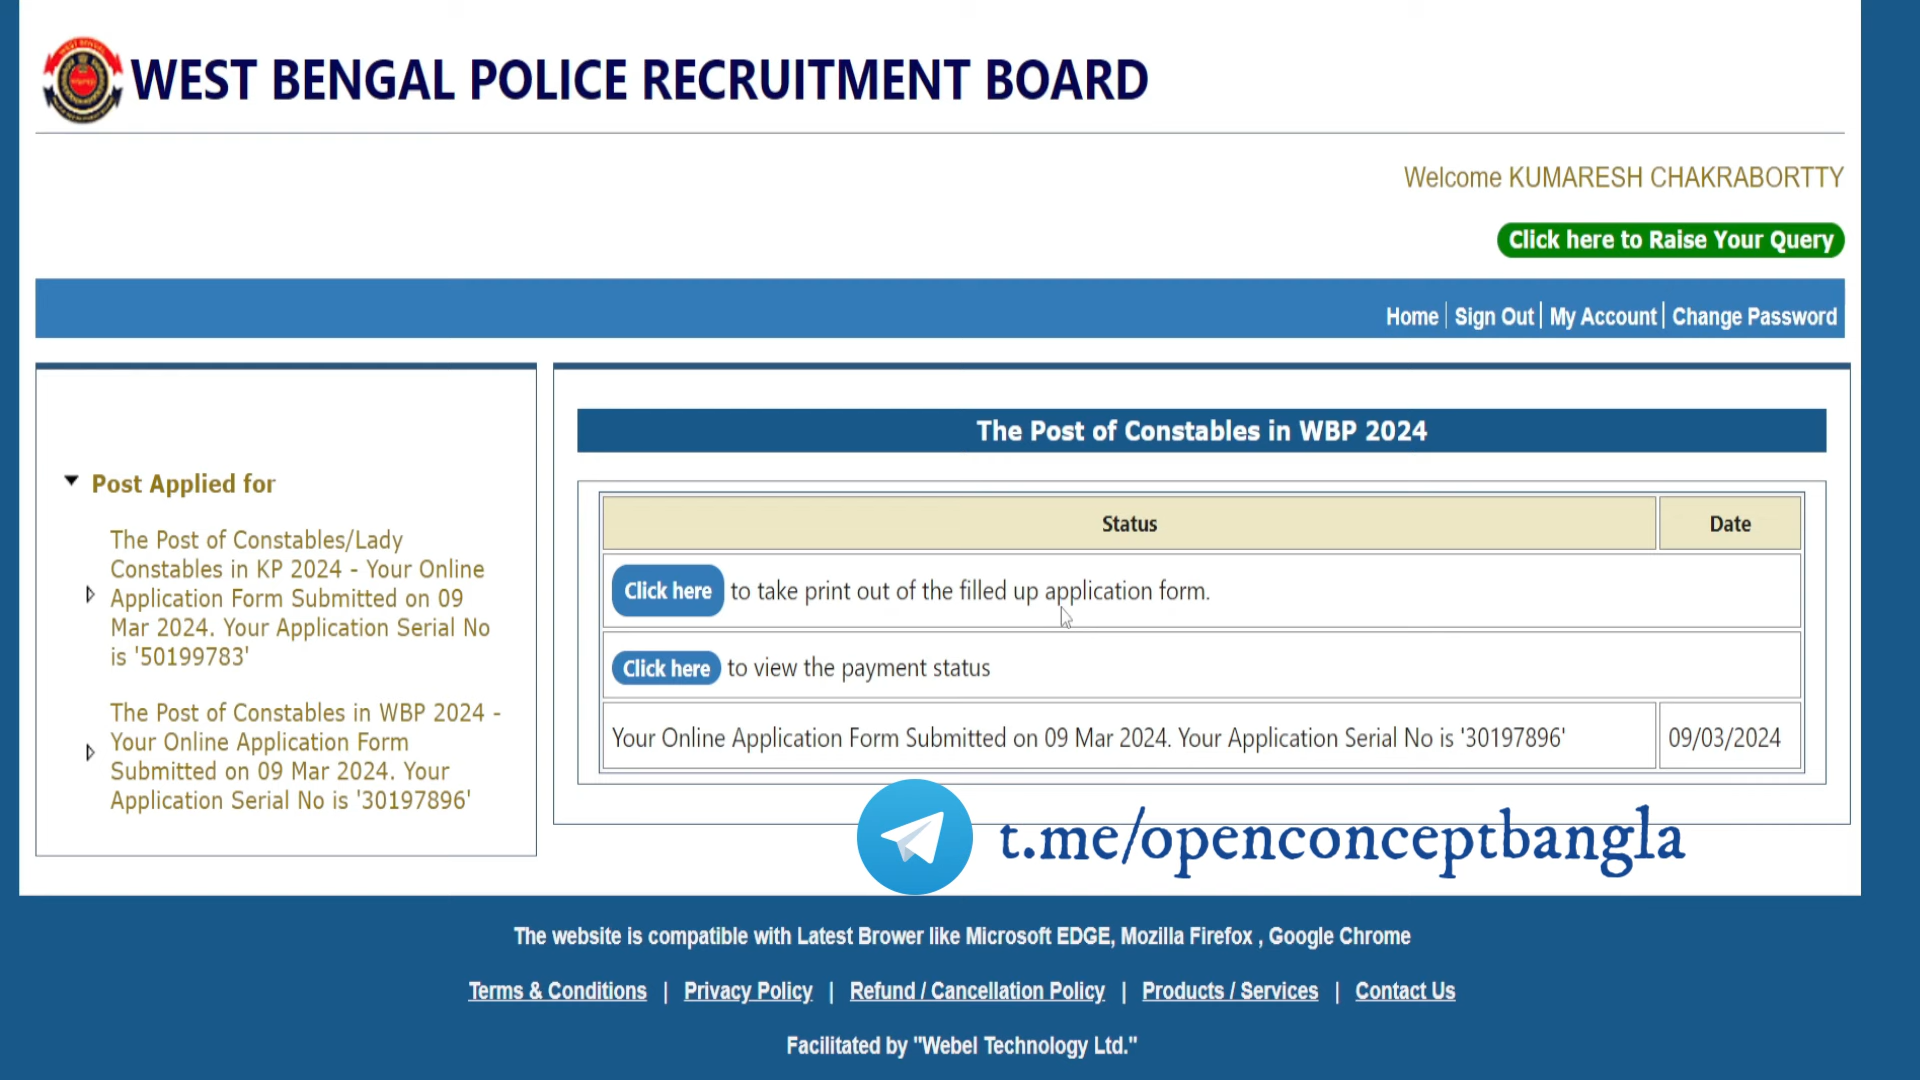 WEST BENGAL POLICE RECRUITMENT BOARD
Welcome KUMARESH CHAKRABORTTY
Click here to Raise Your Query
Home | Sign Out | My Account | Change Password
Post Applied for
The Post of Constables/Lady
Constables in KP 2024 - Your Online
Application Form Submitted on 09
Mar 2024. Your Application Serial No
is '50199783'
The Post of Constables in WBP 2024 -
Your Online Application Form
Submitted on 09 Mar 2024. Your
Application Serial No is '30197896'
The Post of Constables in WBP 2024
Status Date
Click here to take print out of the filled up application form.
Click here to view the payment status
Your Online Application Form Submitted on 09 Mar 2024. Your Application Serial No is '30197896' 09/03/2024
t.me/openconceptbangla
The website is compatible with Latest Brower like Microsoft EDGE, Mozilla Firefox , Google Chrome
Terms & Conditions | Privacy Policy | Refund / Cancellation Policy | Products / Services | Contact Us
Facilitated by "Webel Technology Ltd."